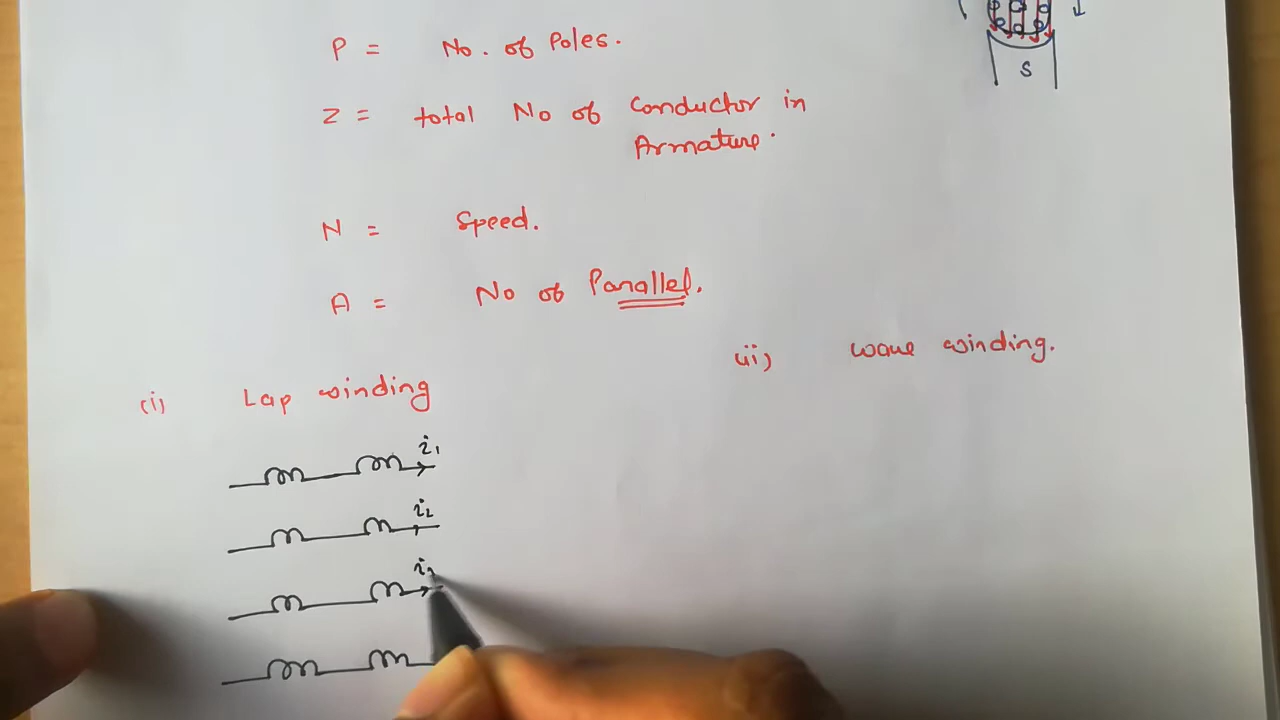 S
P = No. of Poles.
Z = total No of Conductor in
Armature.
N = Speed.
A = No of Parallel.
(i) Lap winding
ii) wave winding.
i1
i2